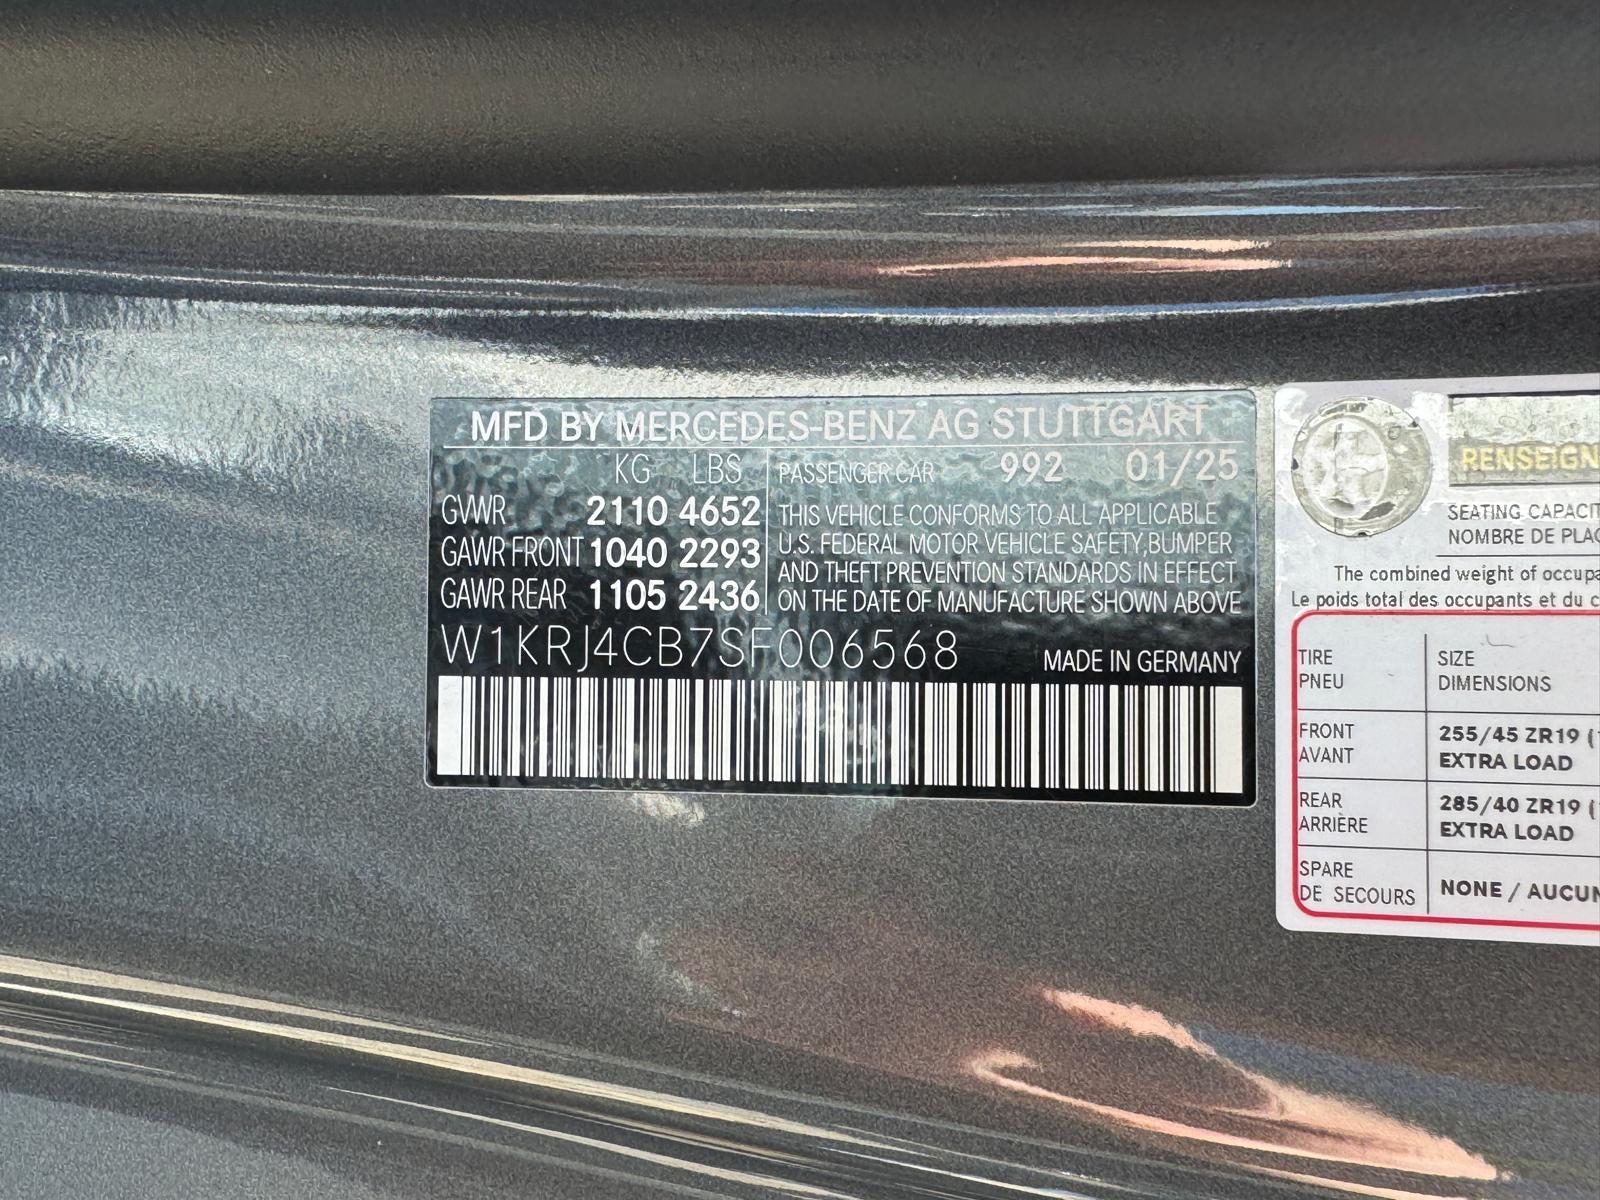 MFD BY MERCEDES-BENZ AG STUTTGART
KG LBS
GVWR 2110 4652
GAWR FRONT 1040 2293
GAWR REAR 1105 2436
PASSENGER CAR 992 01/25
THIS VEHICLE CONFORMS TO ALL APPLICABLE
U.S. FEDERAL MOTOR VEHICLE SAFETY,BUMPER
AND THEFT PREVENTION STANDARDS IN EFFECT
ON THE DATE OF MANUFACTURE SHOWN ABOVE
W1KRJ4CB7SF006568
MADE IN GERMANY
RENSEIGN
SEATING CAPACIT
NOMBRE DE PLAC
The combined weight of occupa
Le poids total des occupants et du c
TIRE SIZE
PNEU DIMENSIONS
FRONT 255/45 ZR19 (
AVANT EXTRA LOAD
REAR 285/40 ZR19 (
ARRIÈRE EXTRA LOAD
SPARE
DE SECOURS NONE / AUCUN